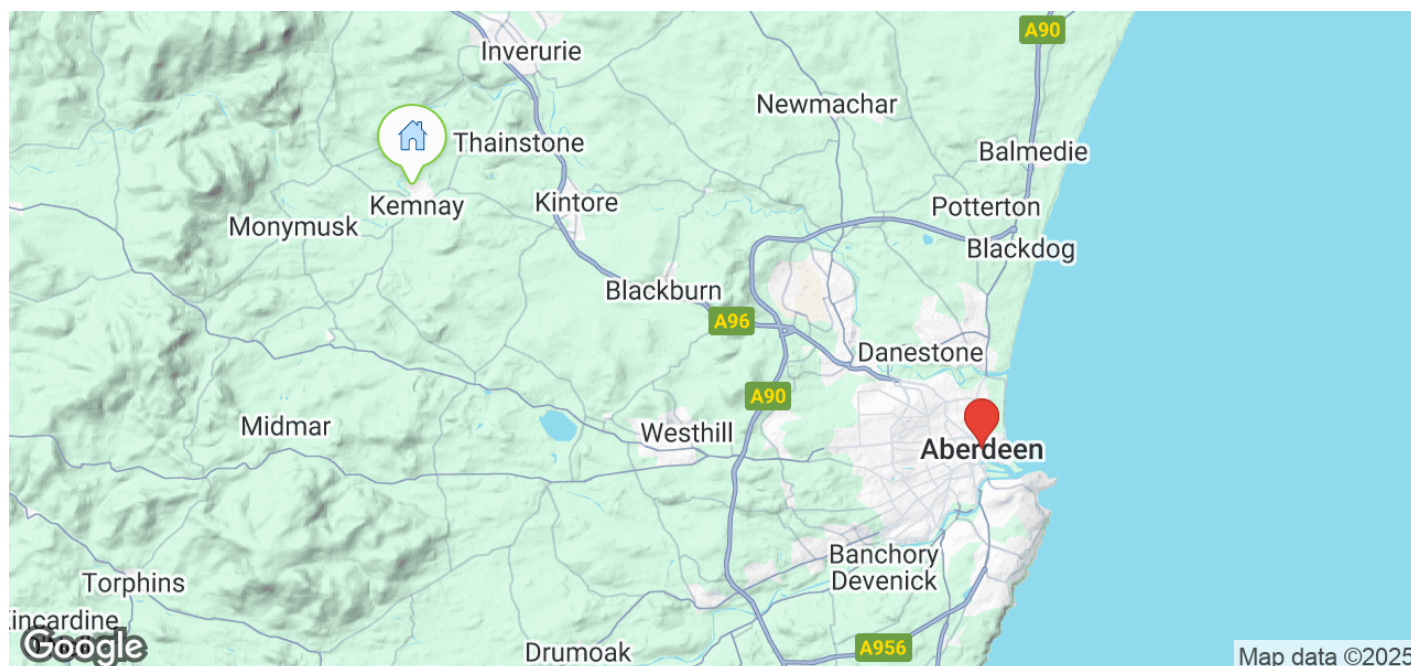 A90
Inverurie
Newmachar
Thainstone
Balmedie
Kemnay
Kintore
Potterton
Monymusk
Blackdog
Blackburn
A96
Danestone
A90
Midmar
Westhill
Aberdeen
Banchory
Devenick
Torphins
Kincardine
Drumoak
A956
Google
Map data ©2025